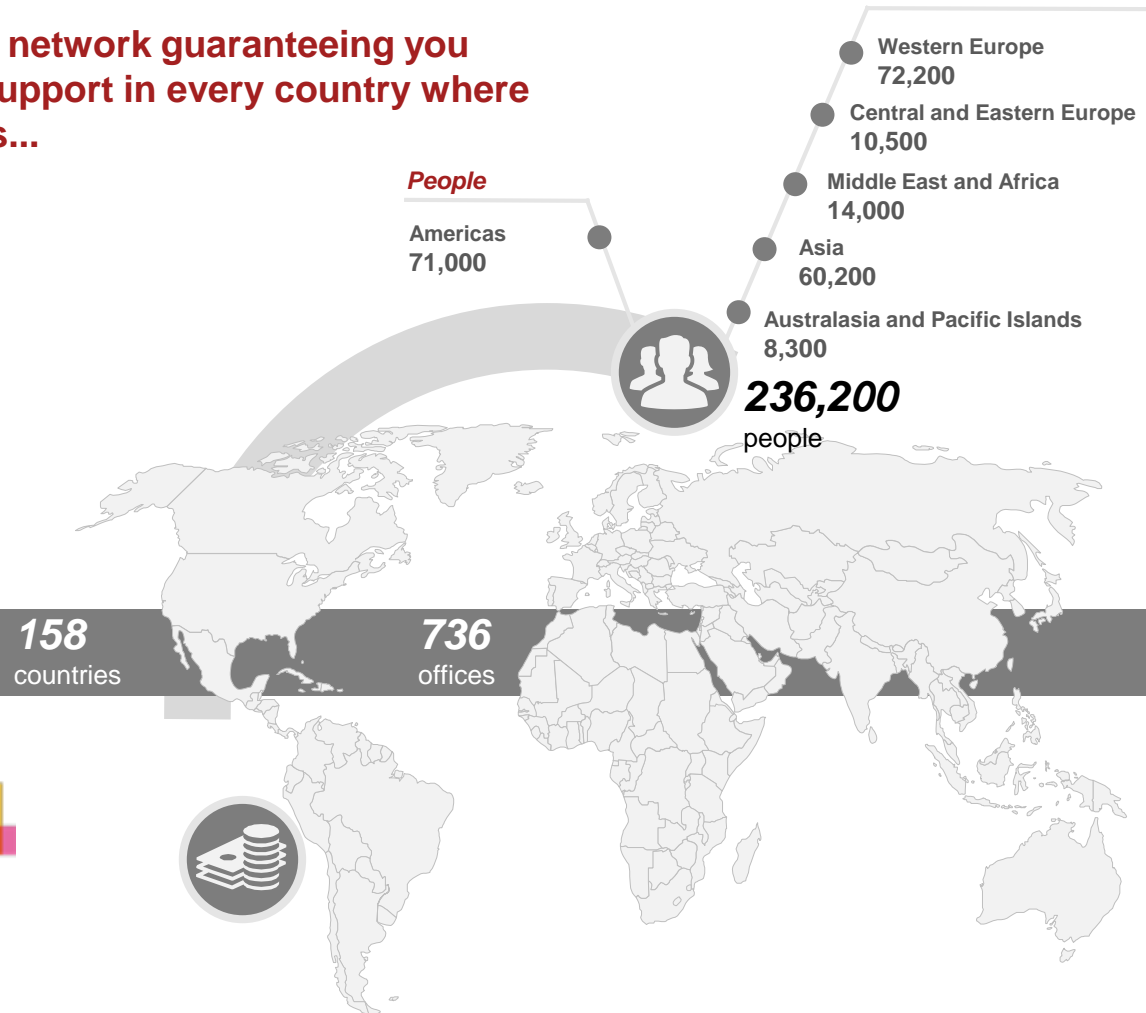 network guaranteeing you
support in every country where
...
People
Americas
71,000
Western Europe
72,200
Central and Eastern Europe
10,500
Middle East and Africa
14,000
Asia
60,200
Australasia and Pacific Islands
8,300
236,200
people
158
countries
736
offices